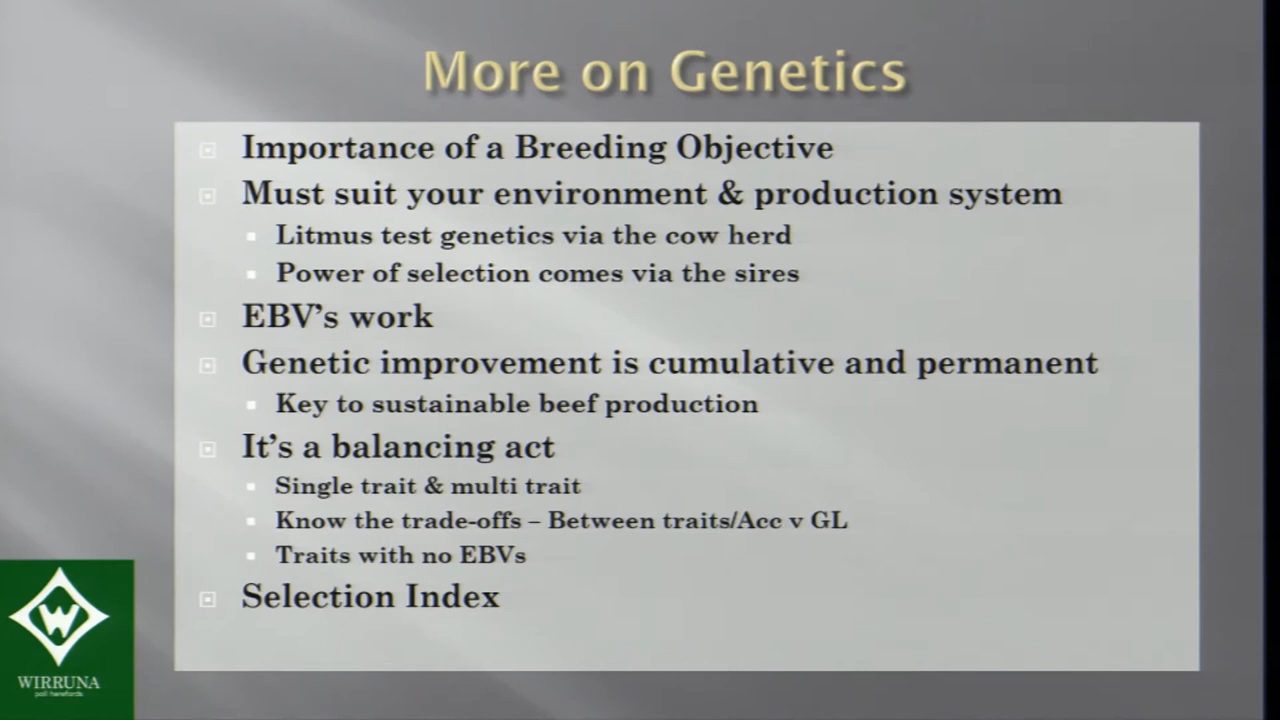 More on Genetics
Importance of a Breeding Objective
Must suit your environment & production system
Litmus test genetics via the cow herd
Power of selection comes via the sires
EBV’s work
Genetic improvement is cumulative and permanent
Key to sustainable beef production
It’s a balancing act
Single trait & multi trait
Know the trade-offs – Between traits/Acc v GL
Traits with no EBVs
Selection Index
W
WIRRUNA
poll herefords